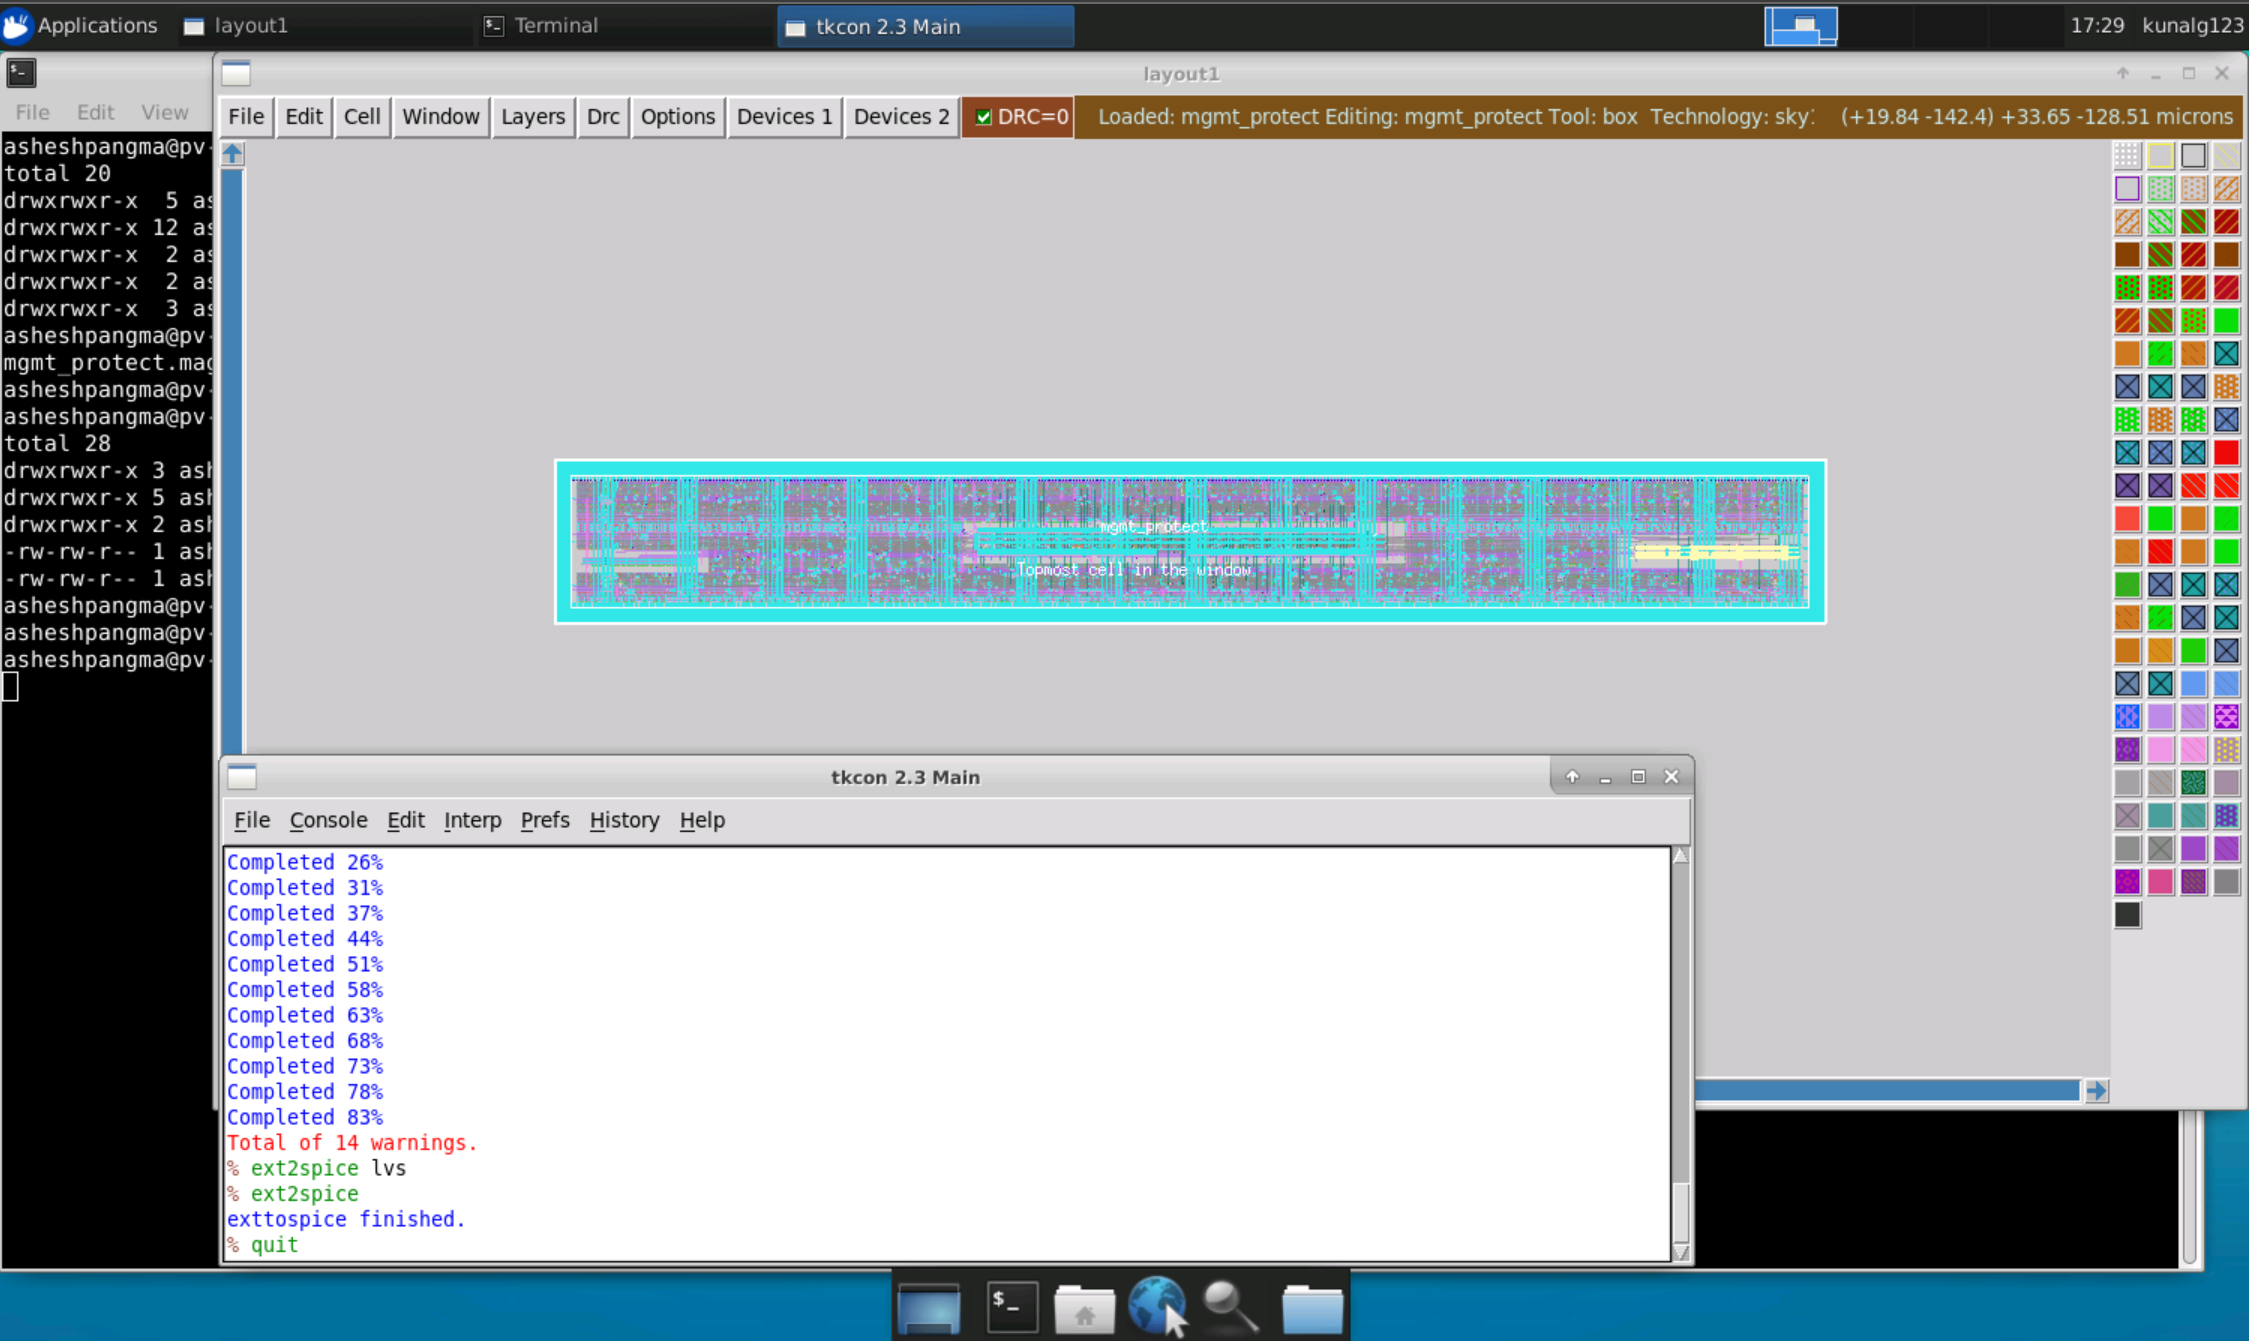 Applications layout1 Terminal tkcon 2.3 Main 17:29 kunalg123
layout1
File Edit View
File Edit Cell Window Layers Drc Options Devices 1 Devices 2 DRC=0 Loaded: mgmt_protect Editing: mgmt_protect Tool: box Technology: sky (+19.84 -142.4) +33.65 -128.51 microns
asheshpangma@pv-
total 20
drwxrwxr-x 5 as
drwxrwxr-x 12 as
drwxrwxr-x 2 as
drwxrwxr-x 2 as
drwxrwxr-x 3 as
asheshpangma@pv-
mgmt_protect.mag
asheshpangma@pv-
asheshpangma@pv-
total 28
drwxrwxr-x 3 ash
drwxrwxr-x 5 ash
drwxrwxr-x 2 ash
-rw-rw-r-- 1 ash
-rw-rw-r-- 1 ash
asheshpangma@pv-
asheshpangma@pv-
asheshpangma@pv-
mgmt_protect
Topmost cell in the window
tkcon 2.3 Main
File Console Edit Interp Prefs History Help
Completed 26%
Completed 31%
Completed 37%
Completed 44%
Completed 51%
Completed 58%
Completed 63%
Completed 68%
Completed 73%
Completed 78%
Completed 83%
Total of 14 warnings.
% ext2spice lvs
% ext2spice
exttospice finished.
% quit
$_